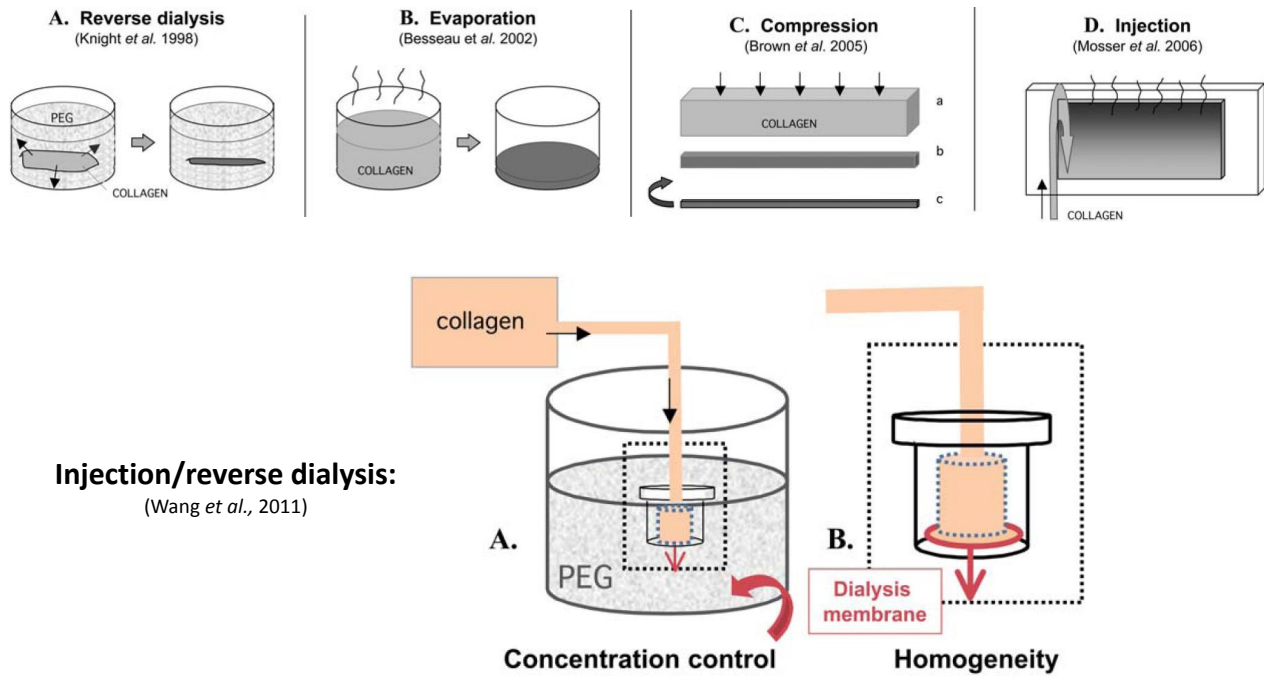 A. Reverse dialysis
(Knight et al. 1998)
PEG
COLLAGEN
B. Evaporation
(Besseau et al. 2002)
COLLAGEN
C. Compression
(Brown et al. 2005)
a
COLLAGEN
b
c
D. Injection
(Mosser et al. 2006)
COLLAGEN
Injection/reverse dialysis:
(Wang et al., 2011)
collagen
A.
PEG
Concentration control
B.
Dialysis
membrane
Homogeneity